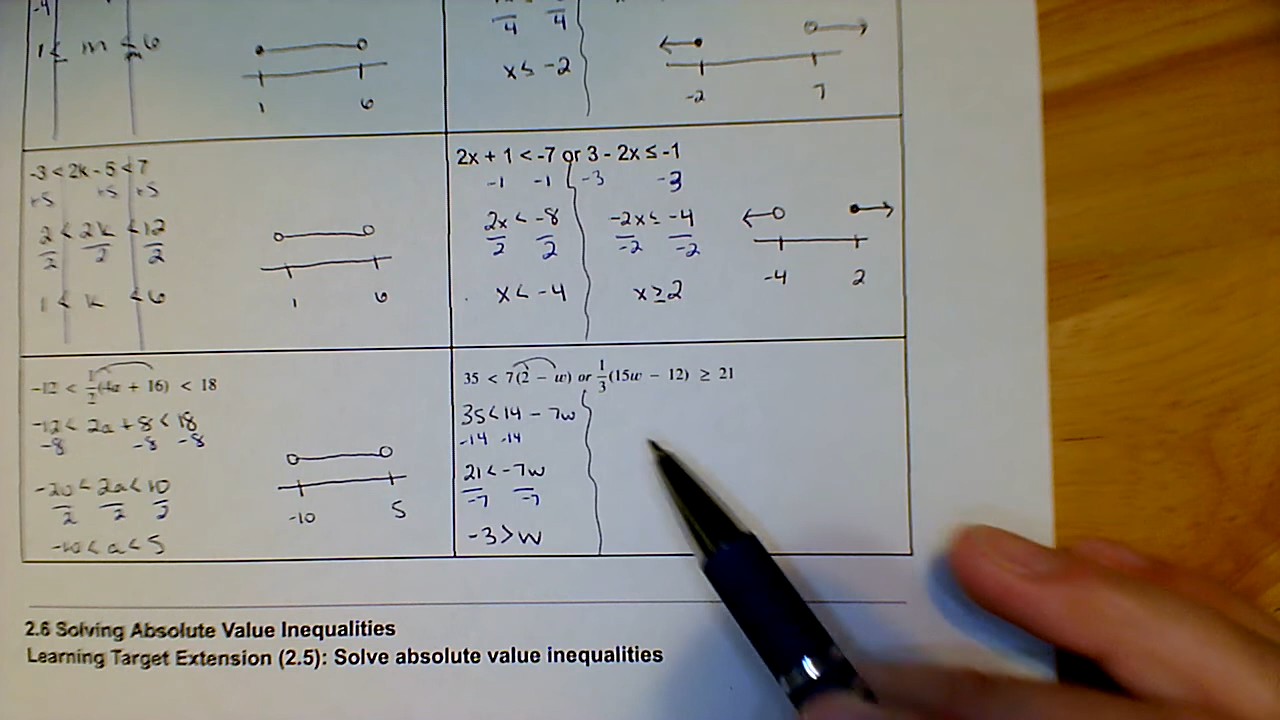 -4
1 ≤ m < 6
1 6
4 4
x ≤ -2
-2 7
-3 < 2k - 5 < 7
+5 +5 +5
2 < 2k < 12
2 2 2
1 < k < 6
1 6
2x + 1 < -7 or 3 - 2x ≤ -1
-1 -1 -3 -3
2x < -8 -2x ≤ -4
2 2 -2 -2
x < -4 x ≥ 2
-4 2
-12 < 1/2(4a + 16) < 18
-12 < 2a + 8 < 18
-8 -8 -8
-20 < 2a < 10
2 2 2
-10 < a < 5
-10 5
35 < 7(2 - w) or 1/3(15w - 12) ≥ 21
35 < 14 - 7w
-14 -14
21 < -7w
-7 -7
-3 > w
2.6 Solving Absolute Value Inequalities
Learning Target Extension (2.5): Solve absolute value inequalities